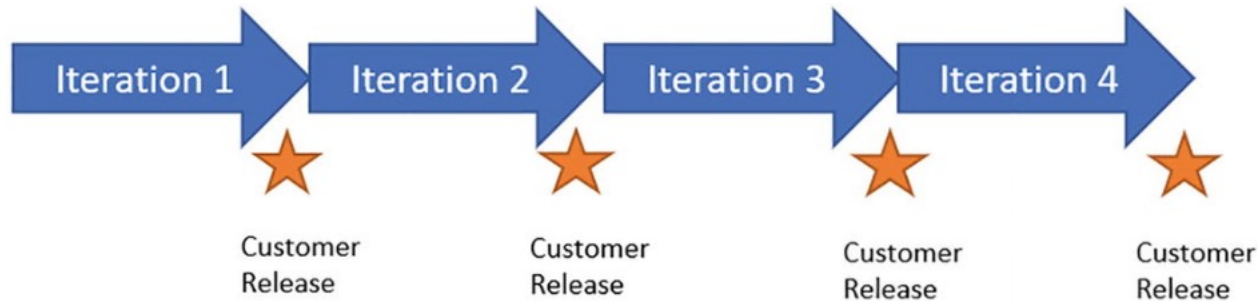 Iteration 1
Iteration 2
Iteration 3
Iteration 4
Customer
Release
Customer
Release
Customer
Release
Customer
Release